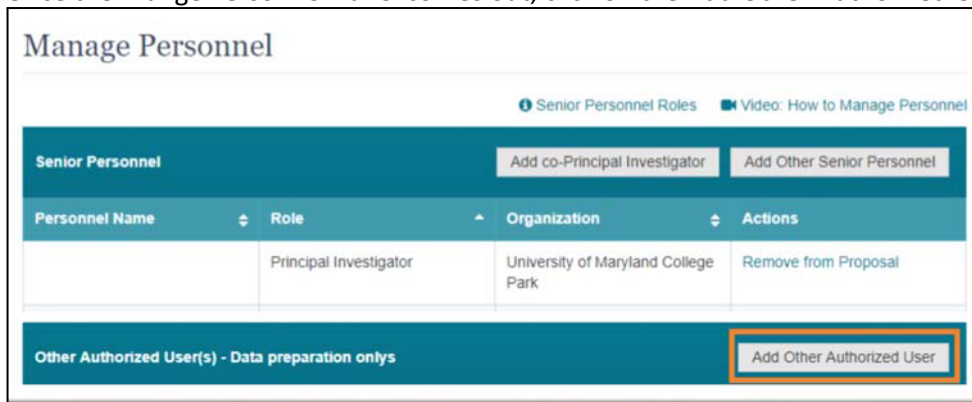 Manage Personnel
Senior Personnel Roles Video: How to Manage Personnel
Senior Personnel Add co-Principal Investigator Add Other Senior Personnel
Personnel Name Role Organization Actions
Principal Investigator University of Maryland College Park Remove from Proposal
Other Authorized User(s) - Data preparation onlys Add Other Authorized User